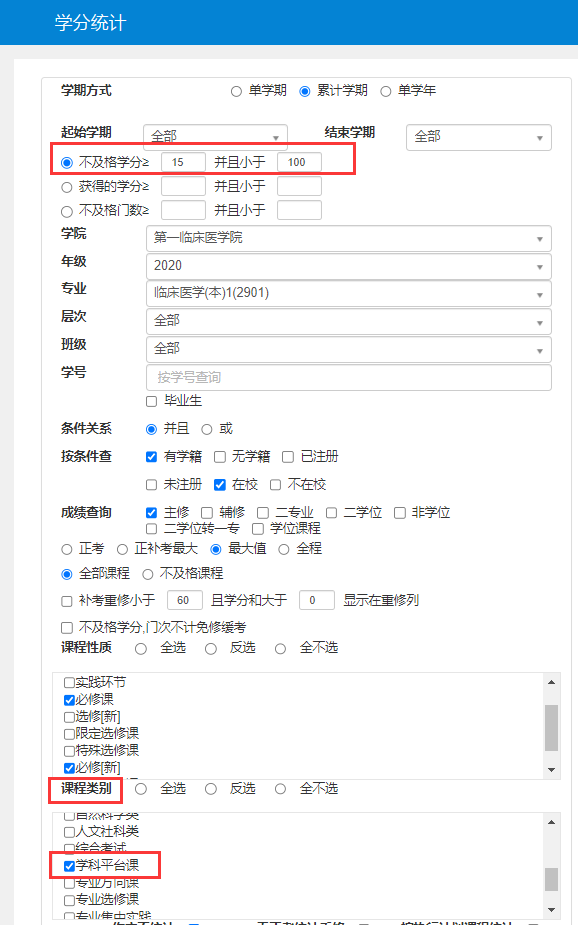 学分统计
学期方式 单学期 累计学期 单学年
起始学期 全部 结束学期 全部
不及格学分≥ 15 并且小于 100
获得的学分≥ 并且小于
不及格门数≥ 并且小于
学院 第一临床医学院
年级 2020
专业 临床医学(本)1(2901)
层次 全部
班级 全部
学号 按学号查询
毕业生
条件关系 并且 或
按条件查 有学籍 无学籍 已注册
未注册 在校 不在校
成绩查询 主修 辅修 二专业 二学位 非学位
二学位转一专 学位课程
正考 正补考最大 最大值 全程
全部课程 不及格课程
补考重修小于 60 且学分和大于 0 显示在重修列
不及格学分,门次不计免修缓考
课程性质 全选 反选 全不选
实践环节
必修课
选修[新]
限定选修课
特殊选修课
必修[新]
课程类别 全选 反选 全不选
自然科学类
人文社科类
综合考试
学科平台课
专业方向课
专业选修课
专业集中实践